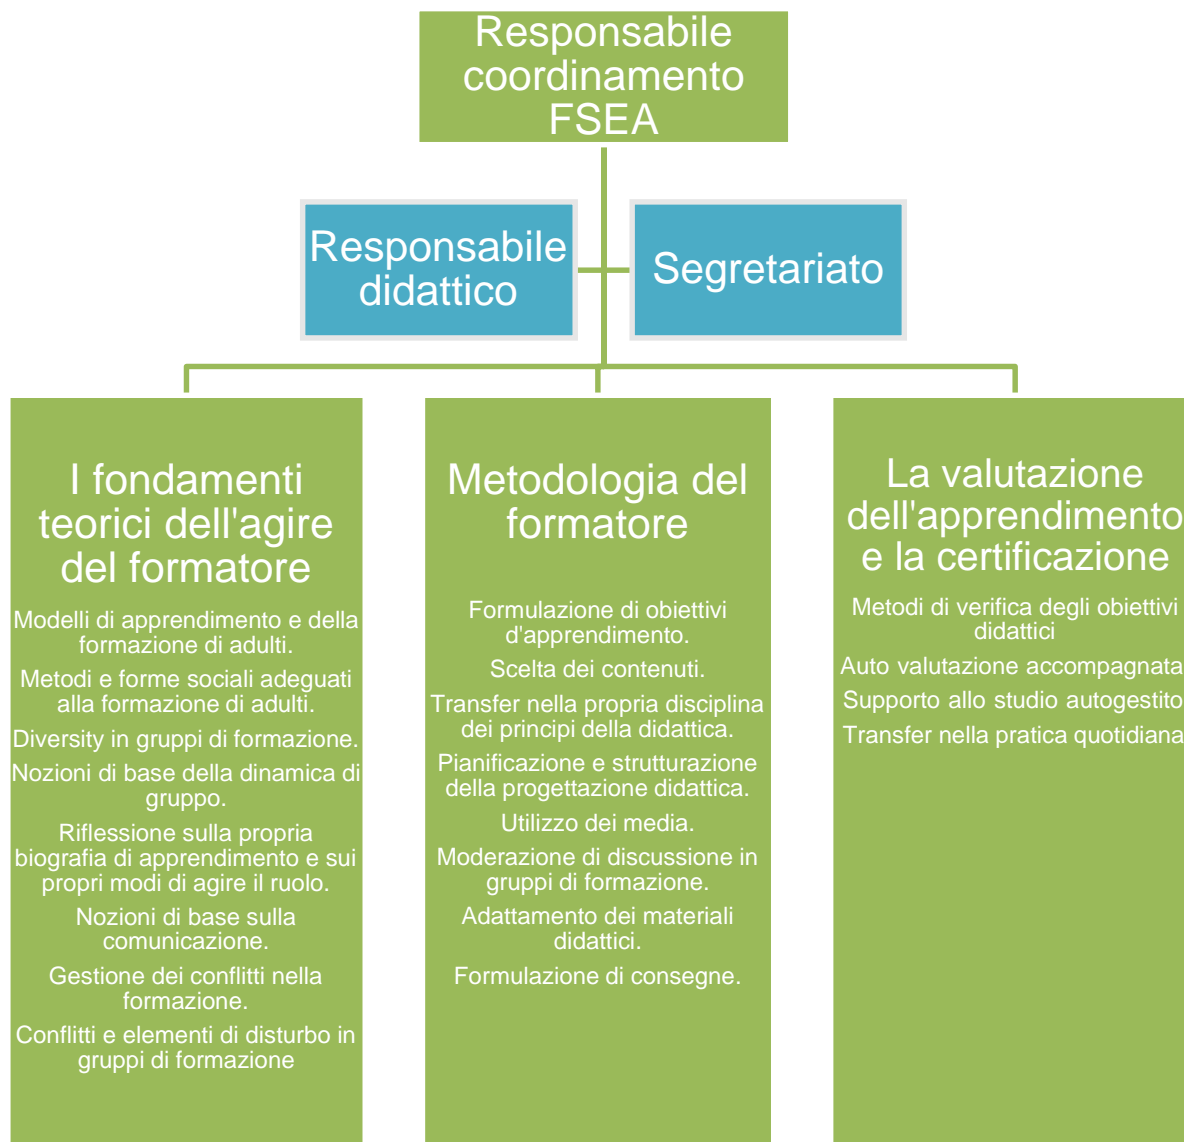 Responsabile
coordinamento
FSEA
Responsabile
didattico
Segretariato
I fondamenti
teorici dell'agire
del formatore
Modelli di apprendimento e della
formazione di adulti.
Metodi e forme sociali adeguati
alla formazione di adulti.
Diversity in gruppi di formazione.
Nozioni di base della dinamica di
gruppo.
Riflessione sulla propria
biografia di apprendimento e sui
propri modi di agire il ruolo.
Nozioni di base sulla
comunicazione.
Gestione dei conflitti nella
formazione.
Conflitti e elementi di disturbo in
gruppi di formazione
Metodologia del
formatore
Formulazione di obiettivi
d'apprendimento.
Scelta dei contenuti.
Transfer nella propria disciplina
dei principi della didattica.
Pianificazione e strutturazione
della progettazione didattica.
Utilizzo dei media.
Moderazione di discussione in
gruppi di formazione.
Adattamento dei materiali
didattici.
Formulazione di consegne.
La valutazione
dell'apprendimento
e la certificazione
Metodi di verifica degli obiettivi
didattici
Auto valutazione accompagnata
Supporto allo studio autogestito
Transfer nella pratica quotidiana